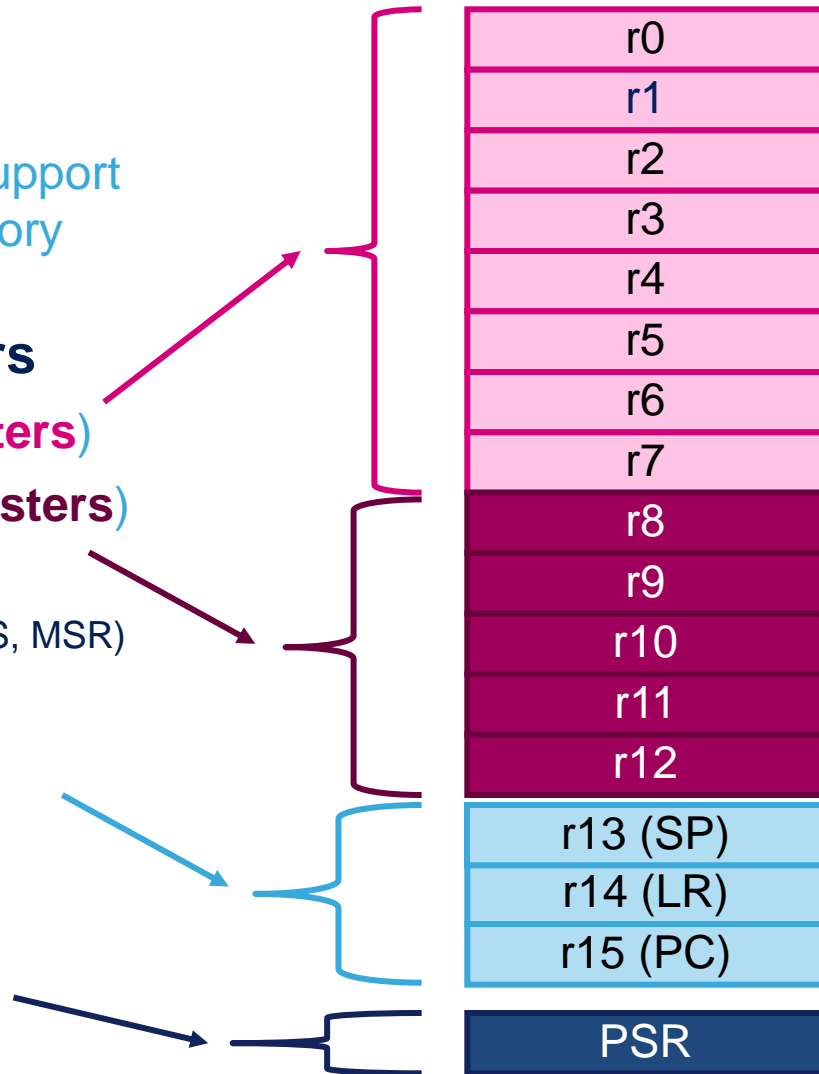 upport
ory
rs
ters)
sters)
S, MSR)
r0
r1
r2
r3
r4
r5
r6
r7
r8
r9
r10
r11
r12
r13 (SP)
r14 (LR)
r15 (PC)
PSR